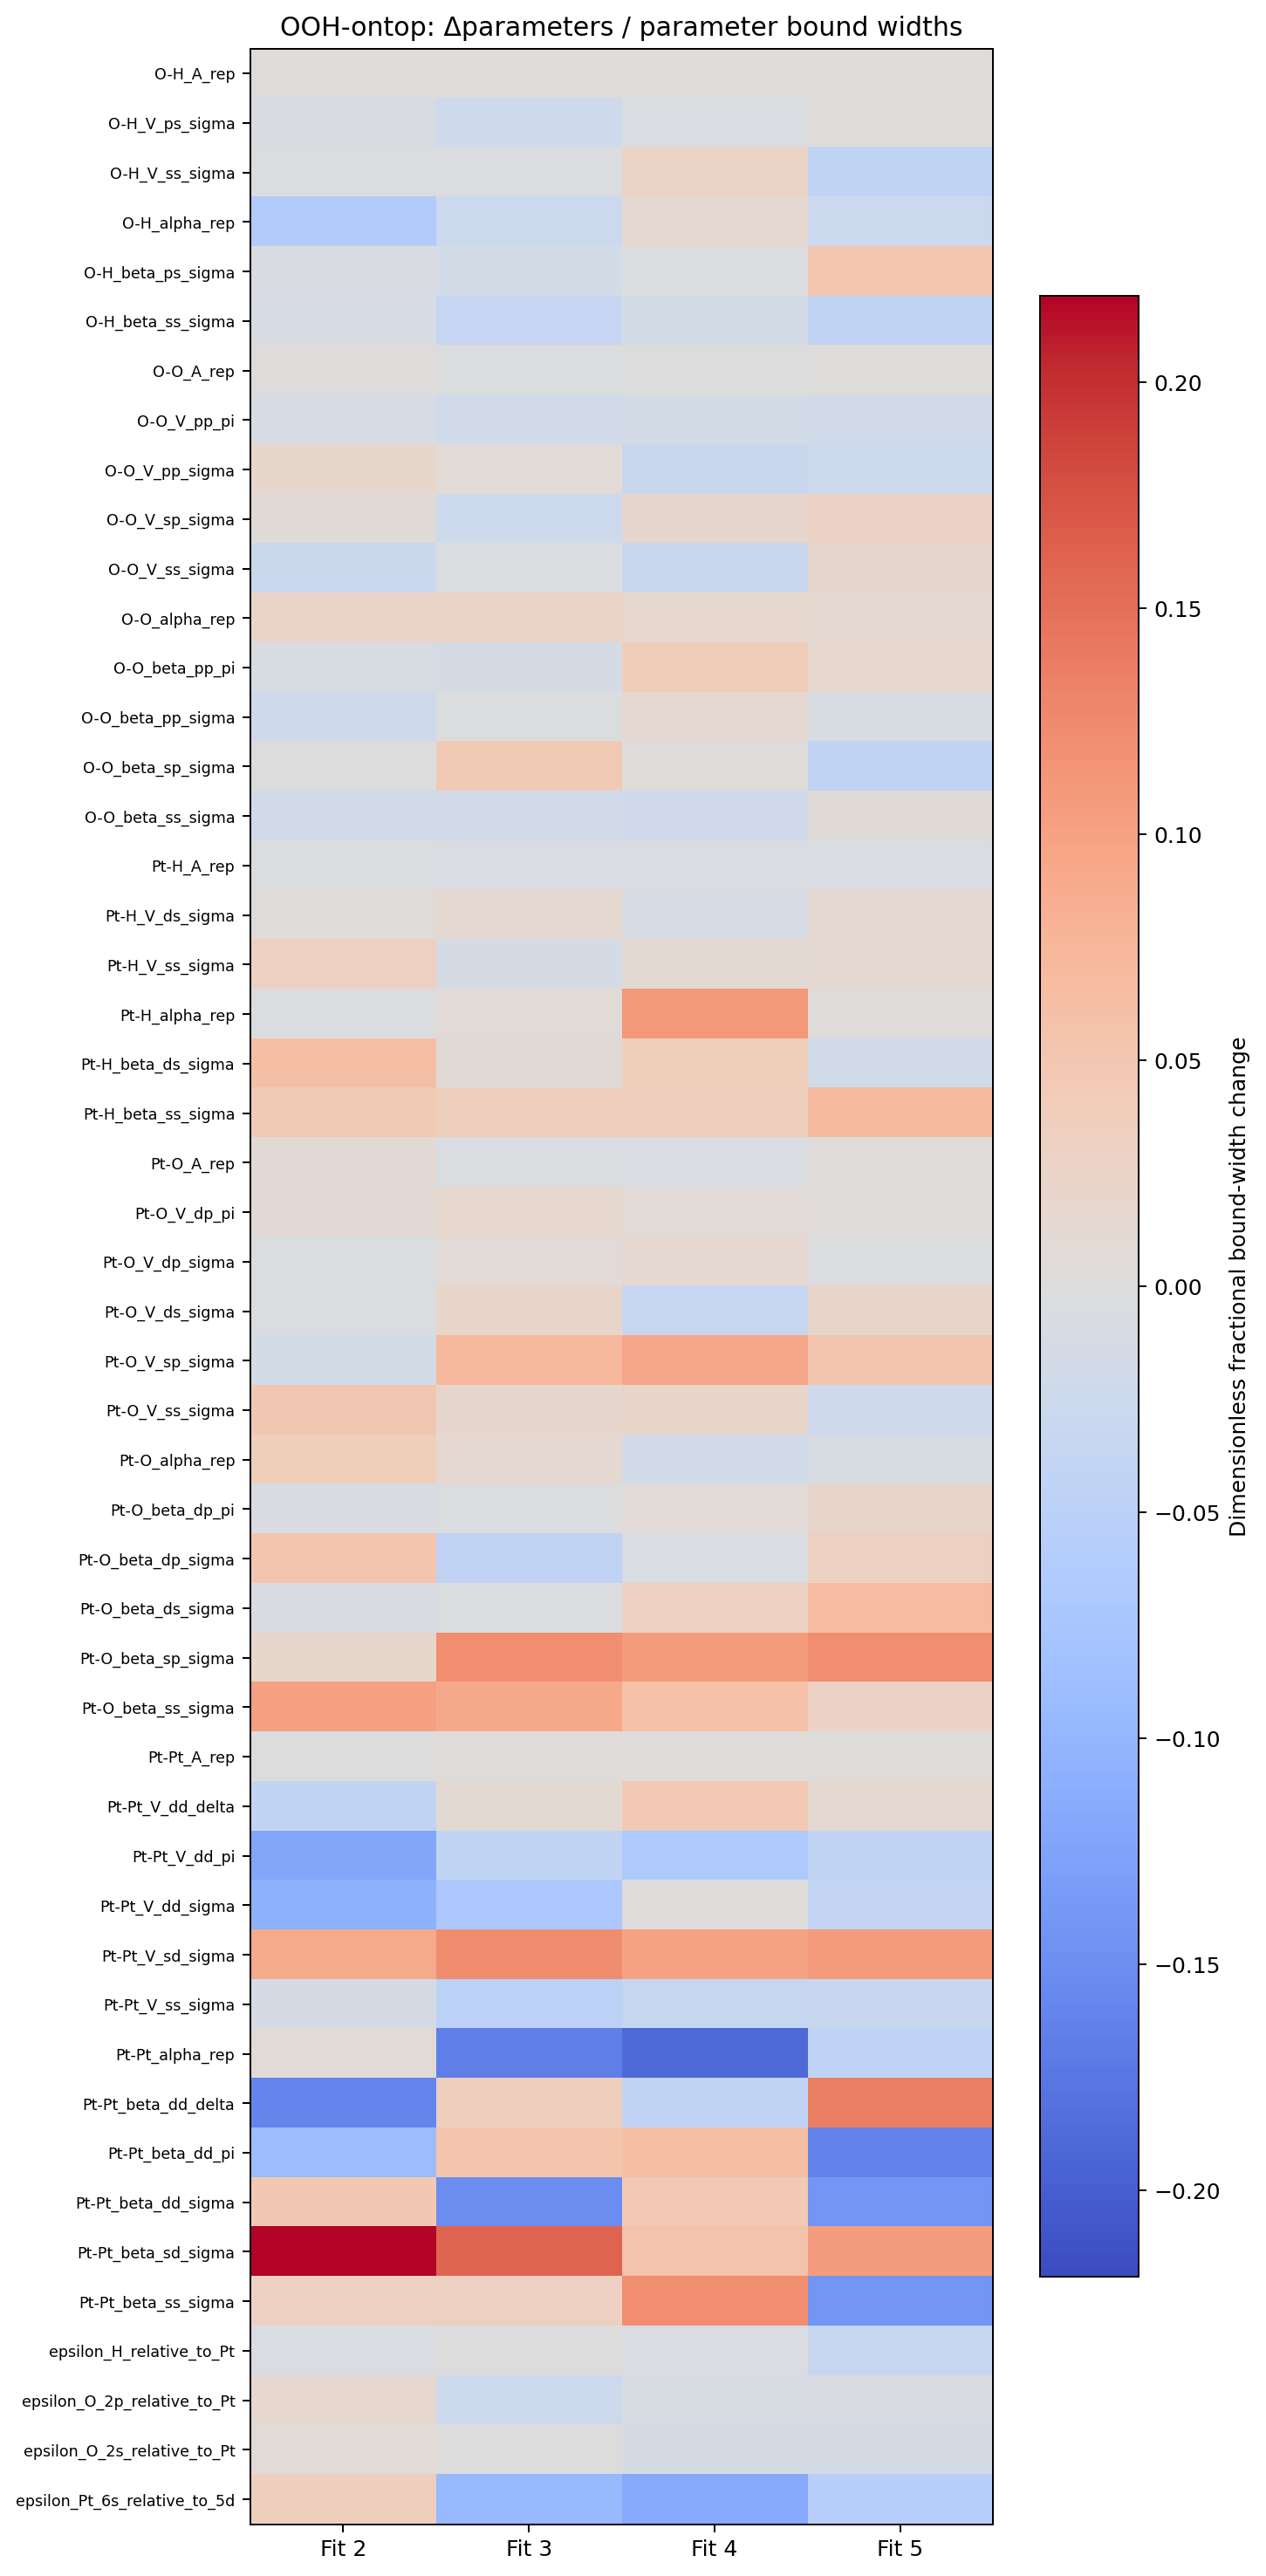 OOH-ontop: Δparameters / parameter bound widths
O-H_A_rep
O-H_V_ps_sigma
O-H_V_ss_sigma
O-H_alpha_rep
O-H_beta_ps_sigma
O-H_beta_ss_sigma
O-O_A_rep
O-O_V_pp_pi
O-O_V_pp_sigma
O-O_V_sp_sigma
O-O_V_ss_sigma
O-O_alpha_rep
O-O_beta_pp_pi
O-O_beta_pp_sigma
O-O_beta_sp_sigma
O-O_beta_ss_sigma
Pt-H_A_rep
Pt-H_V_ds_sigma
Pt-H_V_ss_sigma
Pt-H_alpha_rep
Pt-H_beta_ds_sigma
Pt-H_beta_ss_sigma
Pt-O_A_rep
Pt-O_V_dp_pi
Pt-O_V_dp_sigma
Pt-O_V_ds_sigma
Pt-O_V_sp_sigma
Pt-O_V_ss_sigma
Pt-O_alpha_rep
Pt-O_beta_dp_pi
Pt-O_beta_dp_sigma
Pt-O_beta_ds_sigma
Pt-O_beta_sp_sigma
Pt-O_beta_ss_sigma
Pt-Pt_A_rep
Pt-Pt_V_dd_delta
Pt-Pt_V_dd_pi
Pt-Pt_V_dd_sigma
Pt-Pt_V_sd_sigma
Pt-Pt_V_ss_sigma
Pt-Pt_alpha_rep
Pt-Pt_beta_dd_delta
Pt-Pt_beta_dd_pi
Pt-Pt_beta_dd_sigma
Pt-Pt_beta_sd_sigma
Pt-Pt_beta_ss_sigma
epsilon_H_relative_to_Pt
epsilon_O_2p_relative_to_Pt
epsilon_O_2s_relative_to_Pt
epsilon_Pt_6s_relative_to_5d
Fit 2
Fit 3
Fit 4
Fit 5
0.20
0.15
0.10
0.05
0.00
−0.05
−0.10
−0.15
−0.20
Dimensionless fractional bound-width change